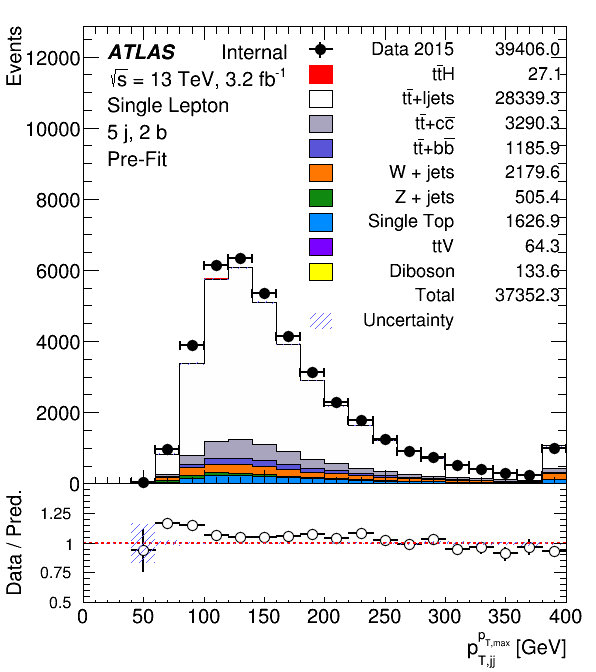 Events
ATLAS Internal
√s = 13 TeV, 3.2 fb⁻¹
Single Lepton
5 j, 2 b
Pre-Fit
Data 2015 39406.0
tt̄H 27.1
tt̄+ljets 28339.3
tt̄+cc̄ 3290.3
tt̄+bb̄ 1185.9
W + jets 2179.6
Z + jets 505.4
Single Top 1626.9
ttV 64.3
Diboson 133.6
Total 37352.3
Uncertainty
12000
10000
8000
6000
4000
2000
0
Data / Pred.
1.25
1
0.75
0.5
0 50 100 150 200 250 300 350 400
p_{T,jj}^{p_{T,max}} [GeV]